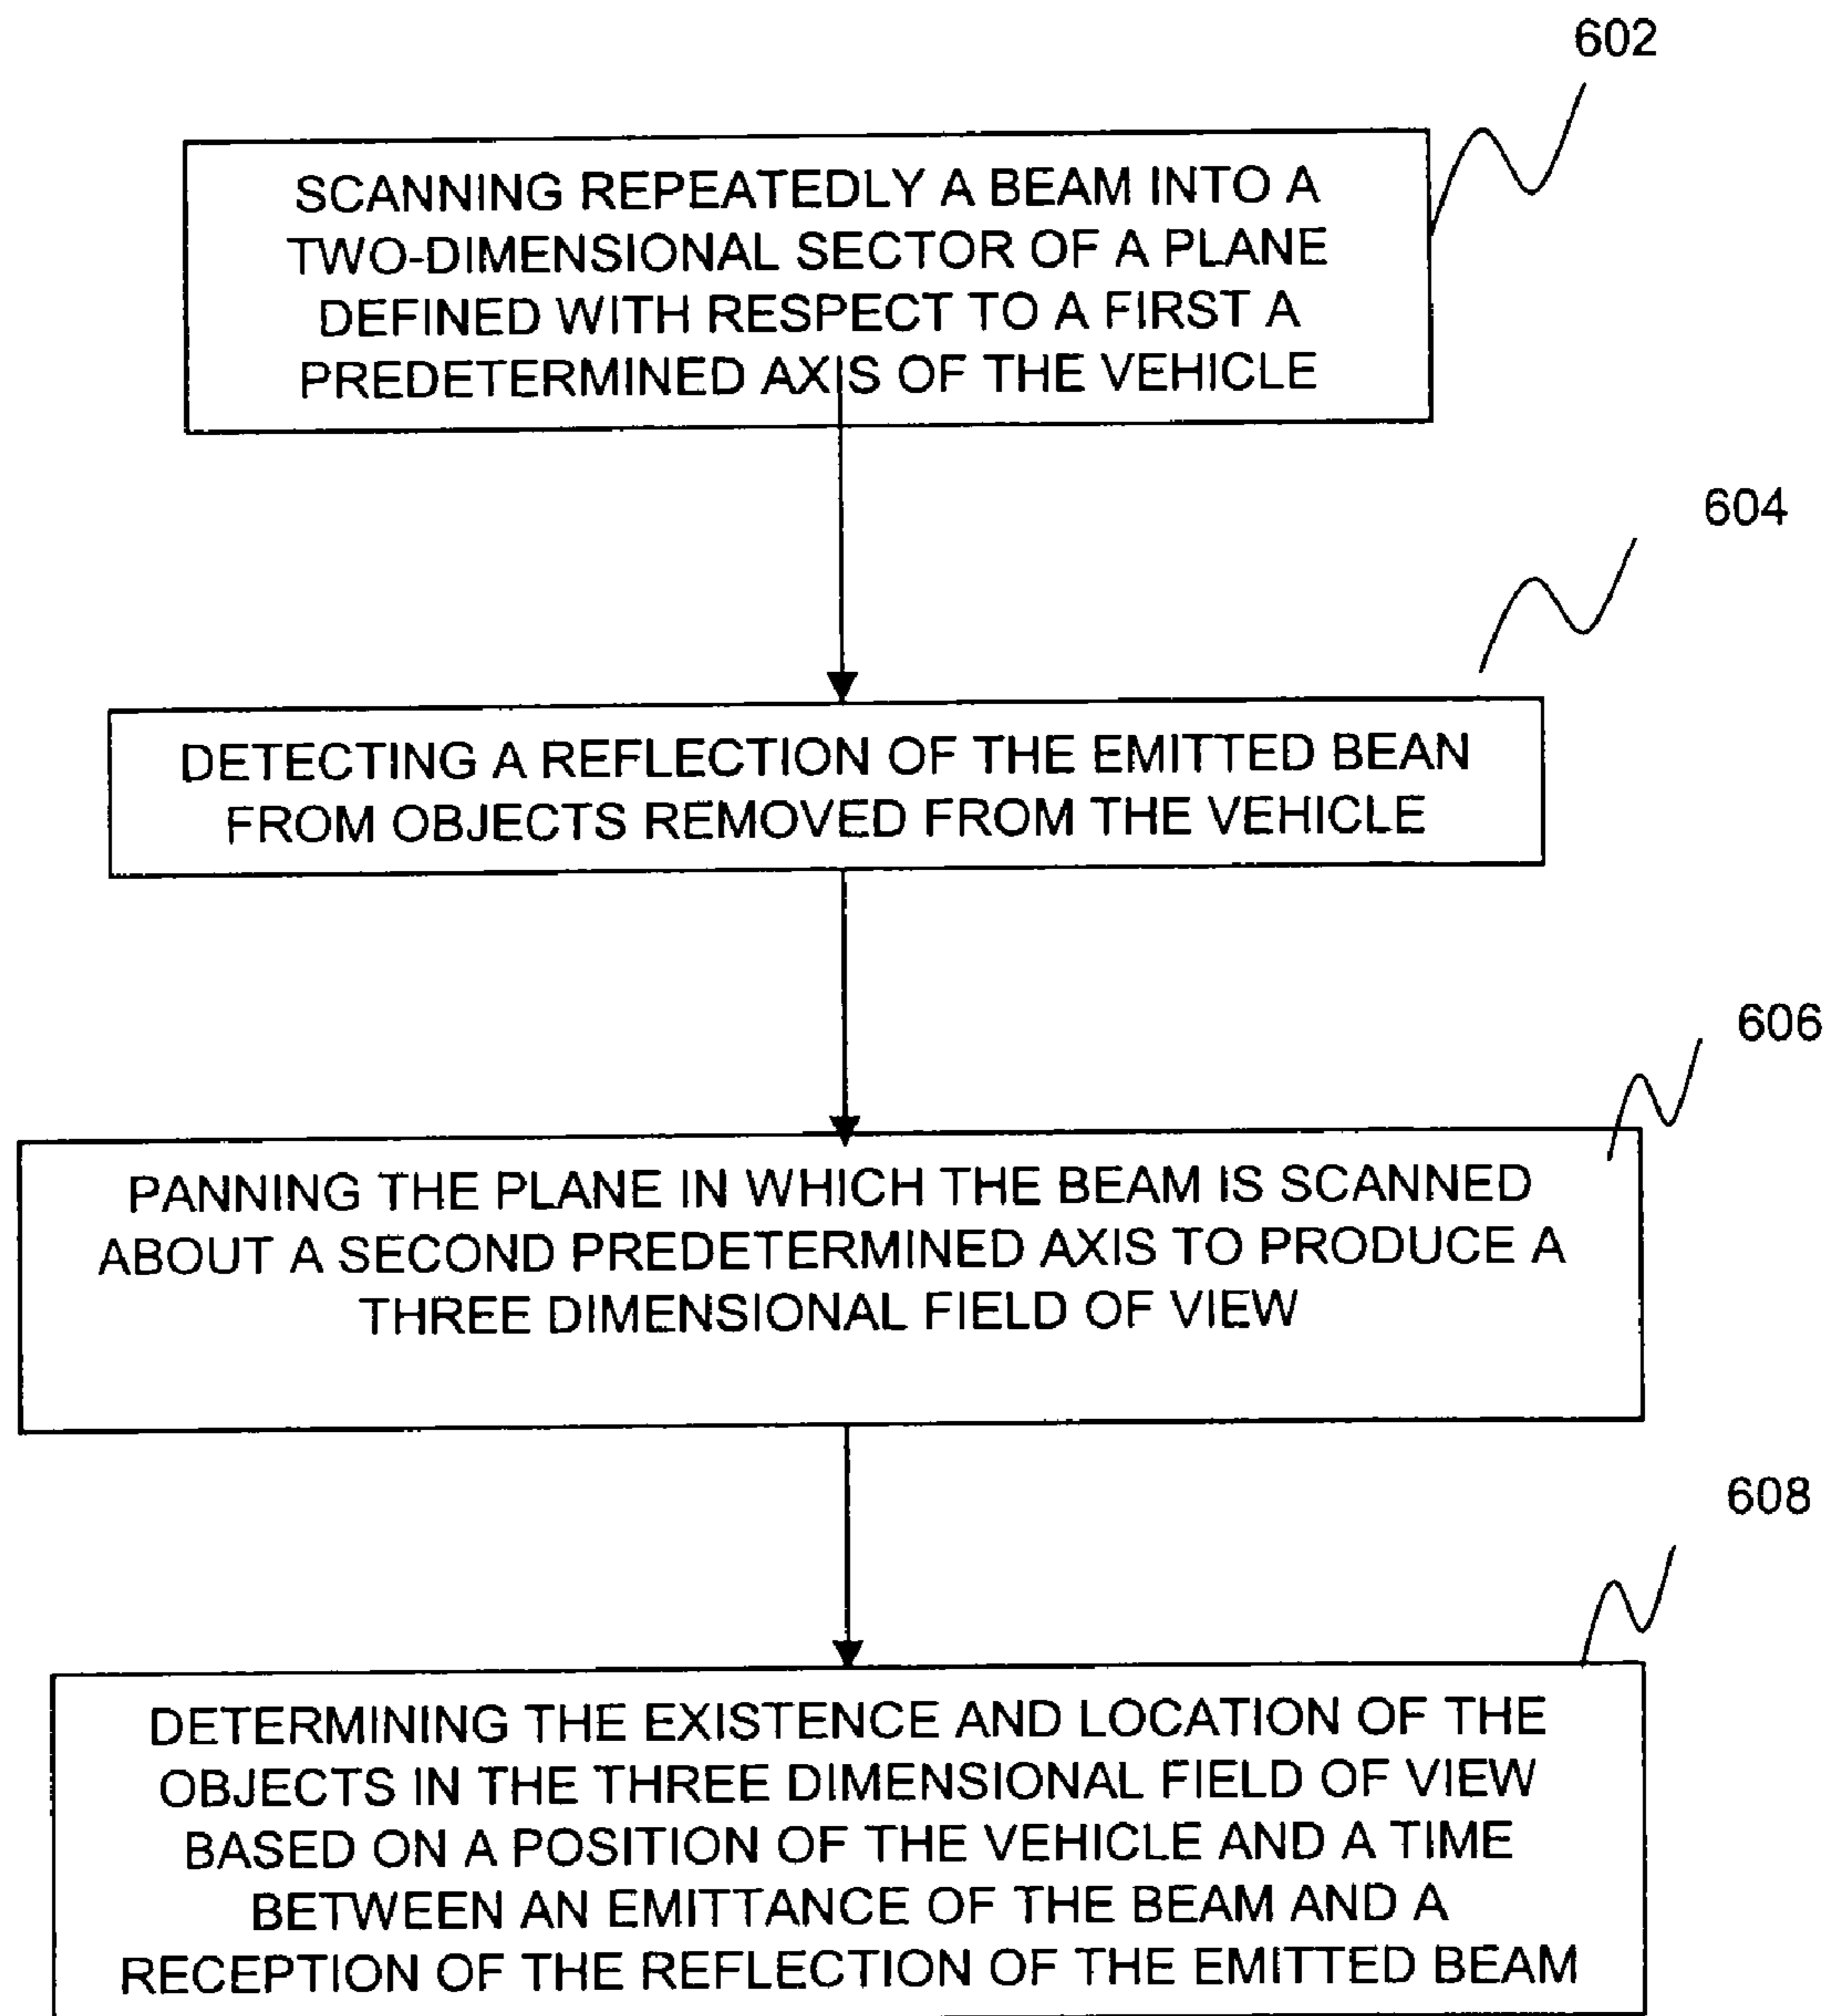 602
SCANNING REPEATEDLY A BEAM INTO A
TWO-DIMENSIONAL SECTOR OF A PLANE
DEFINED WITH RESPECT TO A FIRST A
PREDETERMINED AXIS OF THE VEHICLE
604
DETECTING A REFLECTION OF THE EMITTED BEAN
FROM OBJECTS REMOVED FROM THE VEHICLE
606
PANNING THE PLANE IN WHICH THE BEAM IS SCANNED
ABOUT A SECOND PREDETERMINED AXIS TO PRODUCE A
THREE DIMENSIONAL FIELD OF VIEW
608
DETERMINING THE EXISTENCE AND LOCATION OF THE
OBJECTS IN THE THREE DIMENSIONAL FIELD OF VIEW
BASED ON A POSITION OF THE VEHICLE AND A TIME
BETWEEN AN EMITTANCE OF THE BEAM AND A
RECEPTION OF THE REFLECTION OF THE EMITTED BEAM